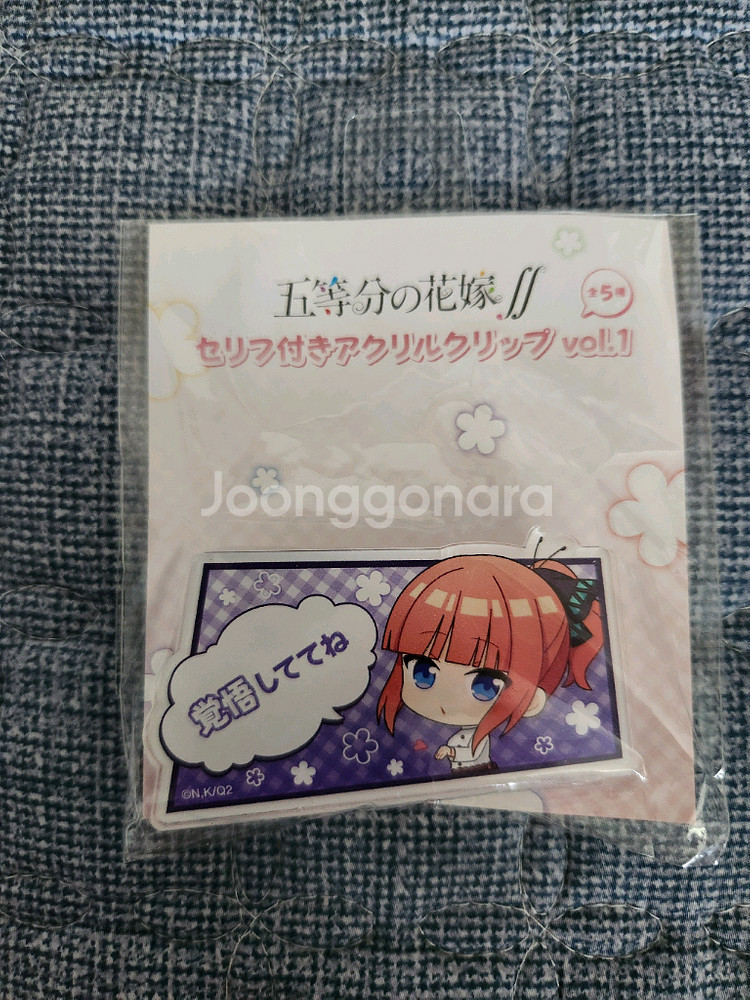 五等分の花嫁∬
全5種
セリフ付きアクリルクリップ vol.1
Joonggonara
覚悟しててね
©N.K/Q2